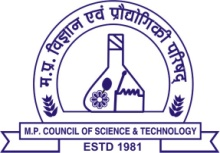 म.प्र. विज्ञान एवं प्रौद्योगिकी परिषद
M.P. COUNCIL OF SCIENCE & TECHNOLOGY
ESTD 1981